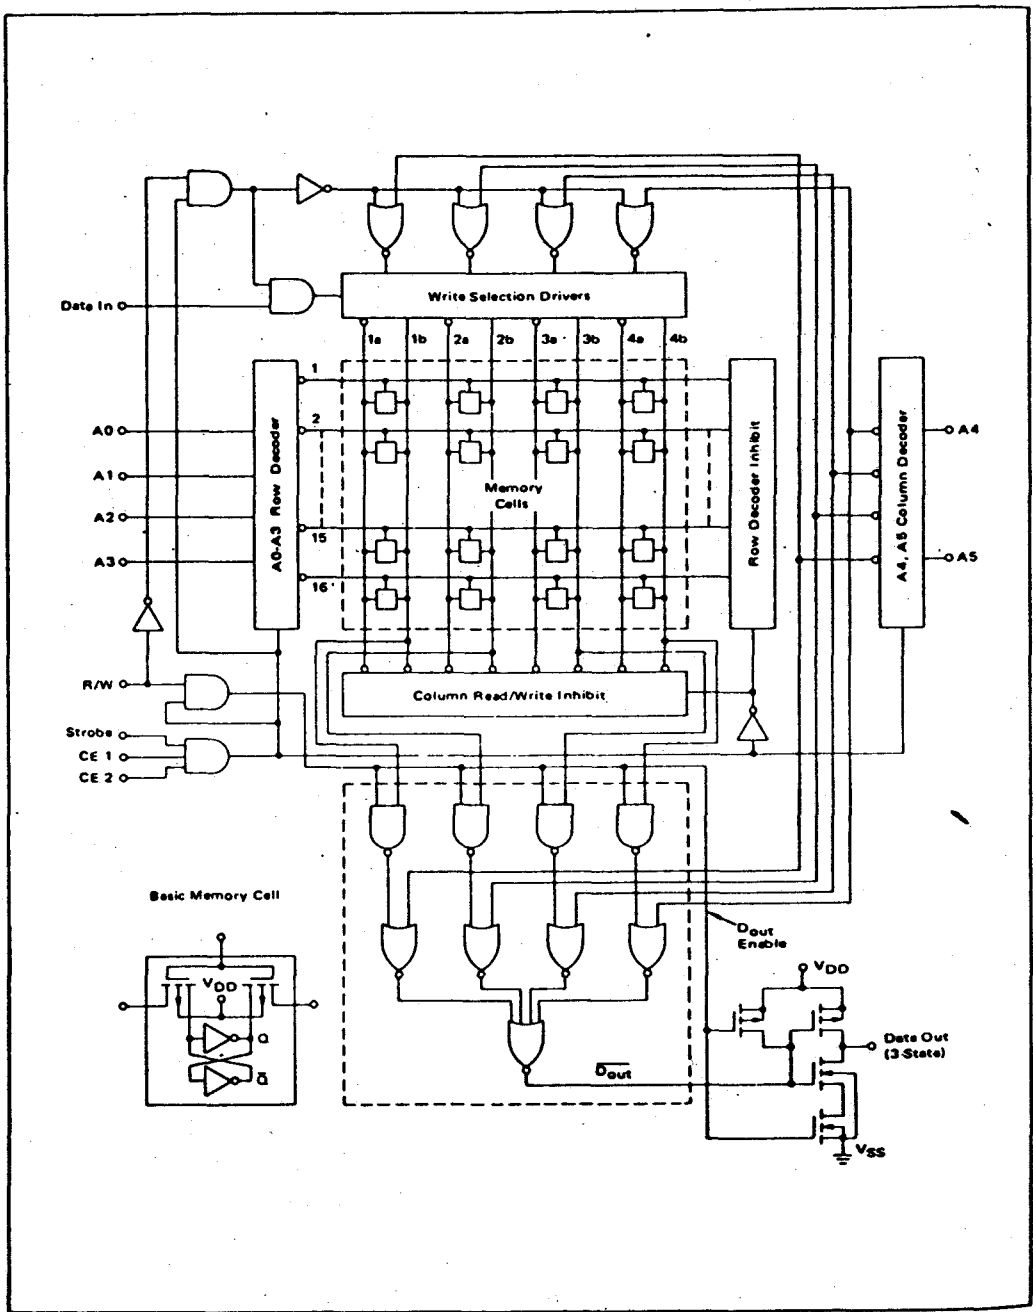 Data In
Write Selection Drivers
1a
1b
2a
2b
3a
3b
4a
4b
1
2
15
16
A0
A1
A2
A3
A0-A3 Row Decoder
Memory
Cells
Row Decoder Inhibit
A4, A5 Column Decoder
A4
A5
R/W
Strobe
CE 1
CE 2
Column Read/Write Inhibit
Basic Memory Cell
VDD
Q
Q̅
Dout
Enable
Dout
VDD
Data Out
(3-State)
VSS